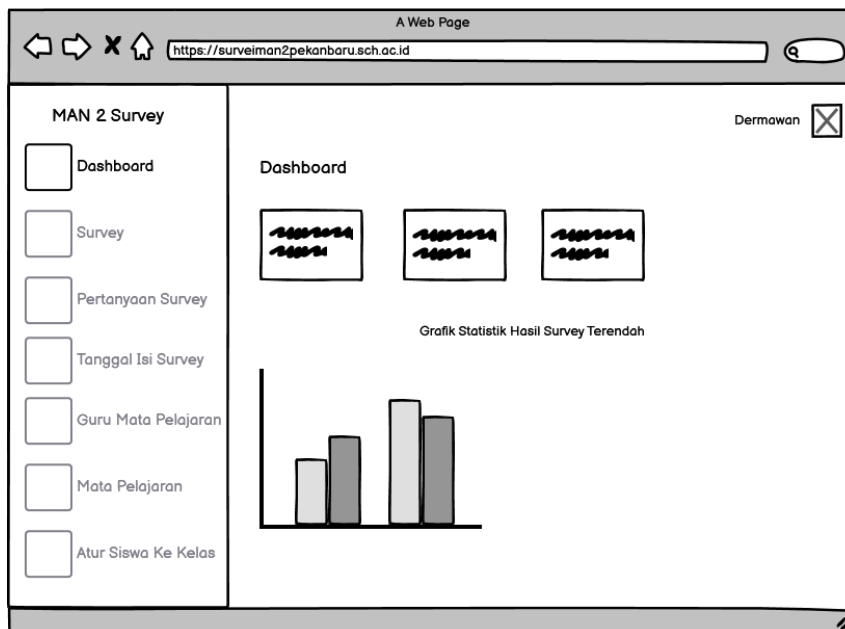 A Web Page
https://surveiman2pekanbaru.sch.ac.id
MAN 2 Survey
Dermawan
Dashboard
Survey
Pertanyaan Survey
Tanggal Isi Survey
Guru Mata Pelajaran
Mata Pelajaran
Atur Siswa Ke Kelas
Dashboard
Grafik Statistik Hasil Survey Terendah